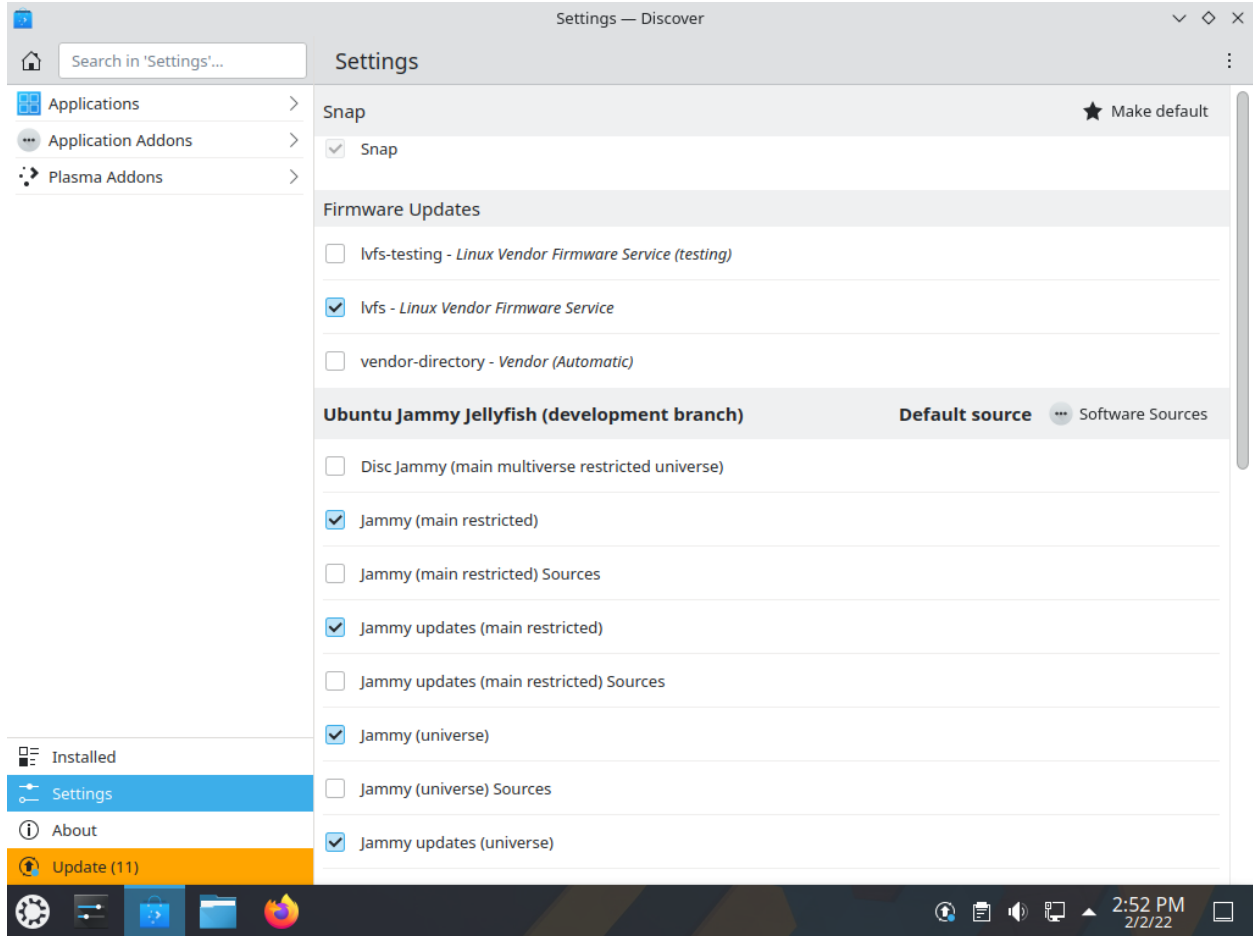 Settings — Discover
Search in 'Settings'...
Settings
Applications
Application Addons
Plasma Addons
Installed
Settings
About
Update (11)
Snap
Make default
Snap
Firmware Updates
lvfs-testing - Linux Vendor Firmware Service (testing)
lvfs - Linux Vendor Firmware Service
vendor-directory - Vendor (Automatic)
Ubuntu Jammy Jellyfish (development branch)
Default source
Software Sources
Disc Jammy (main multiverse restricted universe)
Jammy (main restricted)
Jammy (main restricted) Sources
Jammy updates (main restricted)
Jammy updates (main restricted) Sources
Jammy (universe)
Jammy (universe) Sources
Jammy updates (universe)
2:52 PM
2/2/22